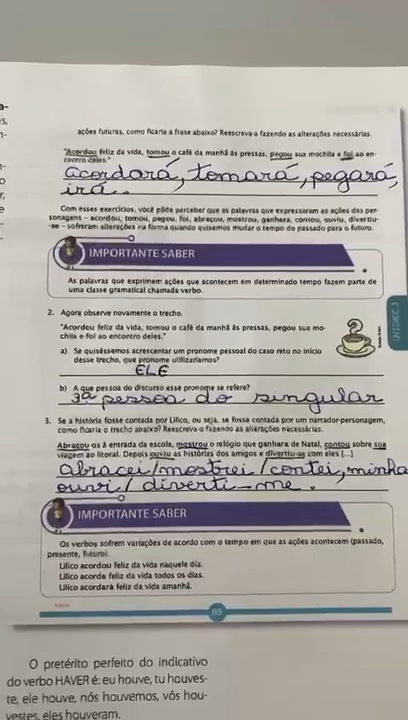 ações futuras, como ficaria a frase abaixo? Reescreva-a fazendo as alterações necessárias.
"Acordou feliz da vida, tomou o café da manhã às pressas, pegou sua mochila e foi ao en-
contro deles."
acordará, tomará, pegará,
irá..
Com esses exercícios, você pôde perceber que as palavras que expressaram as ações das per-
sonagens – acordou, tomou, pegou, foi, abraçou, mostrou, ganhara, contou, ouviu, divertiu-
-se – sofreram alterações na forma quando quisemos mudar o tempo do passado para o futuro.
IMPORTANTE SABER
As palavras que exprimem ações que acontecem em determinado tempo fazem parte de
uma classe gramatical chamada verbo.
2. Agora observe novamente o trecho.
"Acordou feliz da vida, tomou o café da manhã às pressas, pegou sua mo-
chila e foi ao encontro deles."
a) Se quiséssemos acrescentar um pronome pessoal do caso reto no início
desse trecho, que pronome utilizaríamos?
ELE
b) A que pessoa do discurso esse pronome se refere?
3ª pessoa do singular
3. Se a história fosse contada por Lilico, ou seja, se fosse contada por um narrador-personagem,
como ficaria o trecho abaixo? Reescreva-o fazendo as alterações necessárias.
Abraçou-os à entrada da escola, mostrou o relógio que ganhara de Natal, contou sobre sua
viagem ao litoral. Depois ouviu as histórias dos amigos e divertiu-se com eles [...]
abracei/mostrei/contei, minha
ouvi/ diverti-me.
IMPORTANTE SABER
Os verbos sofrem variações de acordo com o tempo em que as ações acontecem (passado,
presente, futuro).
Lilico acordou feliz da vida naquele dia.
Lilico acorda feliz da vida todos os dias.
Lilico acordará feliz da vida amanhã.
65
UNIDADE 3
O pretérito perfeito do indicativo
do verbo HAVER é: eu houve, tu houves-
te, ele houve, nós houvemos, vós hou-
vestes, eles houveram.